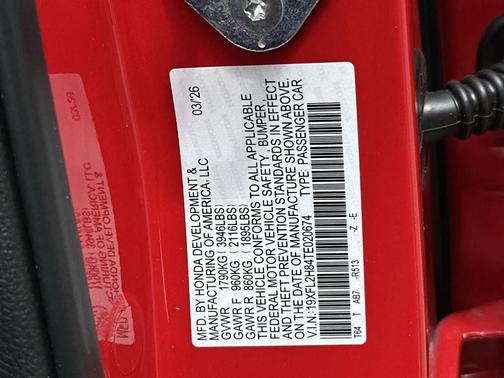 MFD. BY HONDA DEVELOPMENT &
MANUFACTURING OF AMERICA, LLC
03/26
GVWR 1790KG (3946LBS)
GAWR F 960KG (2116LBS)
GAWR R 860KG (1895LBS)
THIS VEHICLE CONFORMS TO ALL APPLICABLE
FEDERAL MOTOR VEHICLE SAFETY, BUMPER,
AND THEFT PREVENTION STANDARDS IN EFFECT
ON THE DATE OF MANUFACTURE SHOWN ABOVE.
V.I.N.: 19XFL2H84TE020674 TYPE: PASSENGER CAR
T64 T AB7 -R513 -Z -E